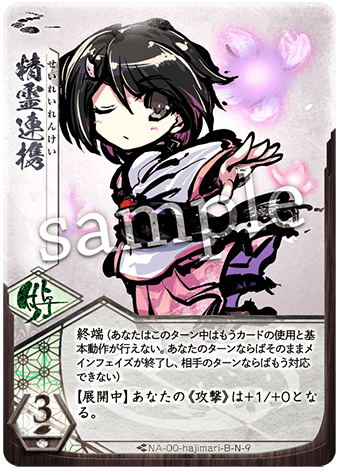 精霊連携
せいれいれんけい
sample
終端（あなたはこのターン中はもうカードの使用と基
本動作が行えない。あなたのターンならばそのままメ
インフェイズが終了し、相手のターンならばもう対応
できない）
【展開中】あなたの《攻撃》は+1/+0とな
る。
3
NA-00-hajimari-B-N-9